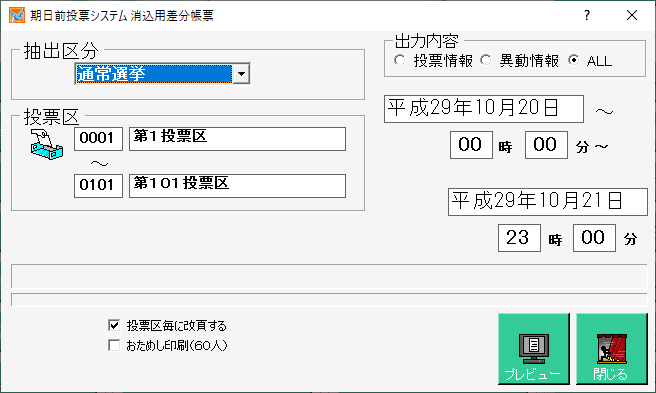 期日前投票システム 消込用差分帳票
? ×
抽出区分
通常選挙
出力内容
投票情報 異動情報 ALL
平成29年10月20日 ～
00 時 00 分～
平成29年10月21日
23 時 00 分
投票区
0001 第1投票区
～
0101 第101投票区
投票区毎に改頁する
おためし印刷(60人)
プレビュー
閉じる